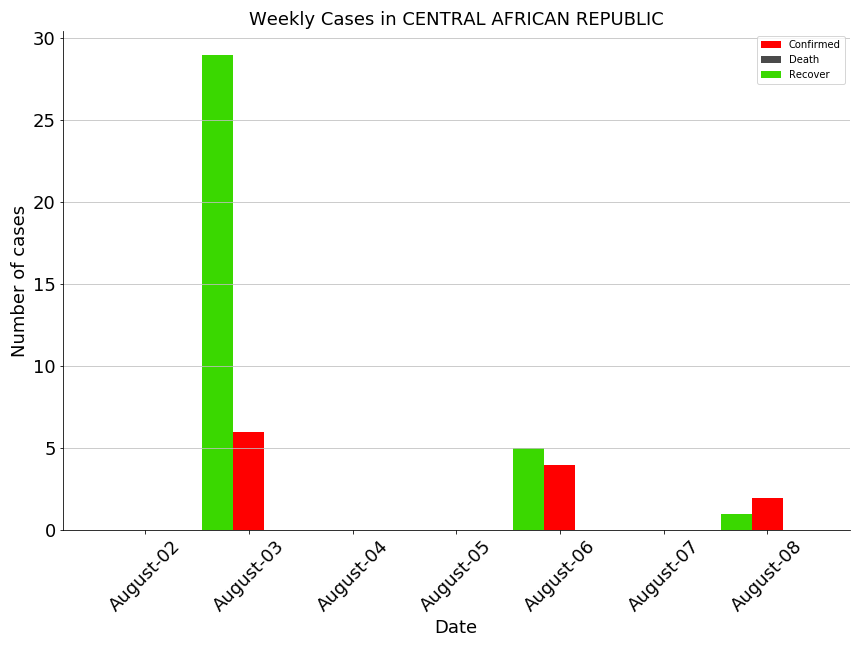 Weekly Cases in CENTRAL AFRICAN REPUBLIC
Confirmed
Death
Recover
Number of cases
30
25
20
15
10
5
0
August-02
August-03
August-04
August-05
August-06
August-07
August-08
Date